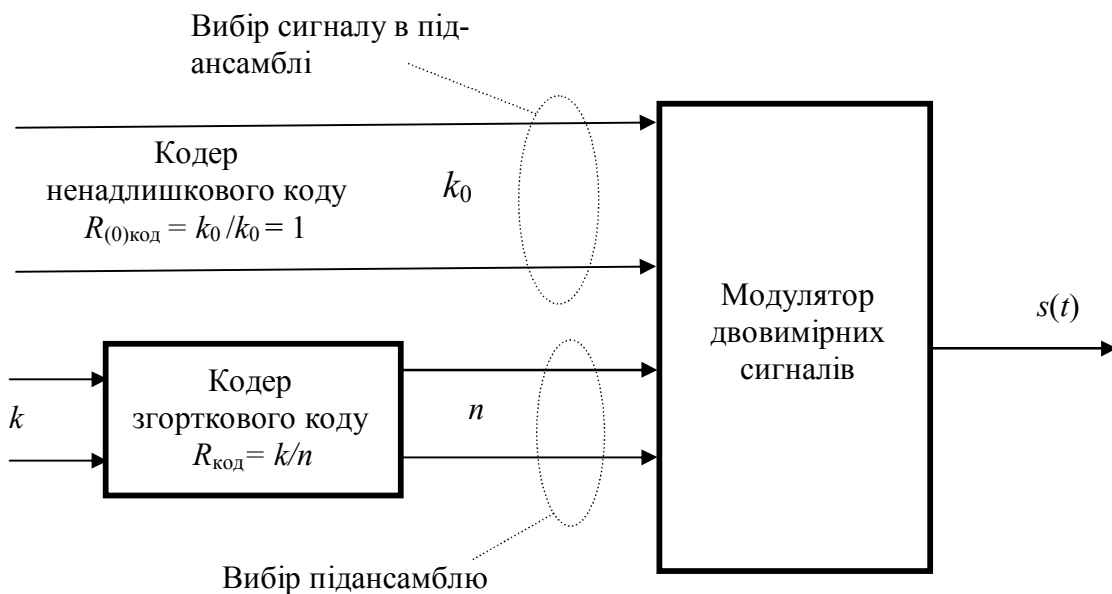 Вибір сигналу в під-
ансамблі
Кодер
ненадлишкового коду
R(0)код = k0 /k0 = 1
k0
Модулятор
двовимірних
сигналів
s(t)
k
Кодер
згорткового коду
Rкод = k/n
n
Вибір підансамблю